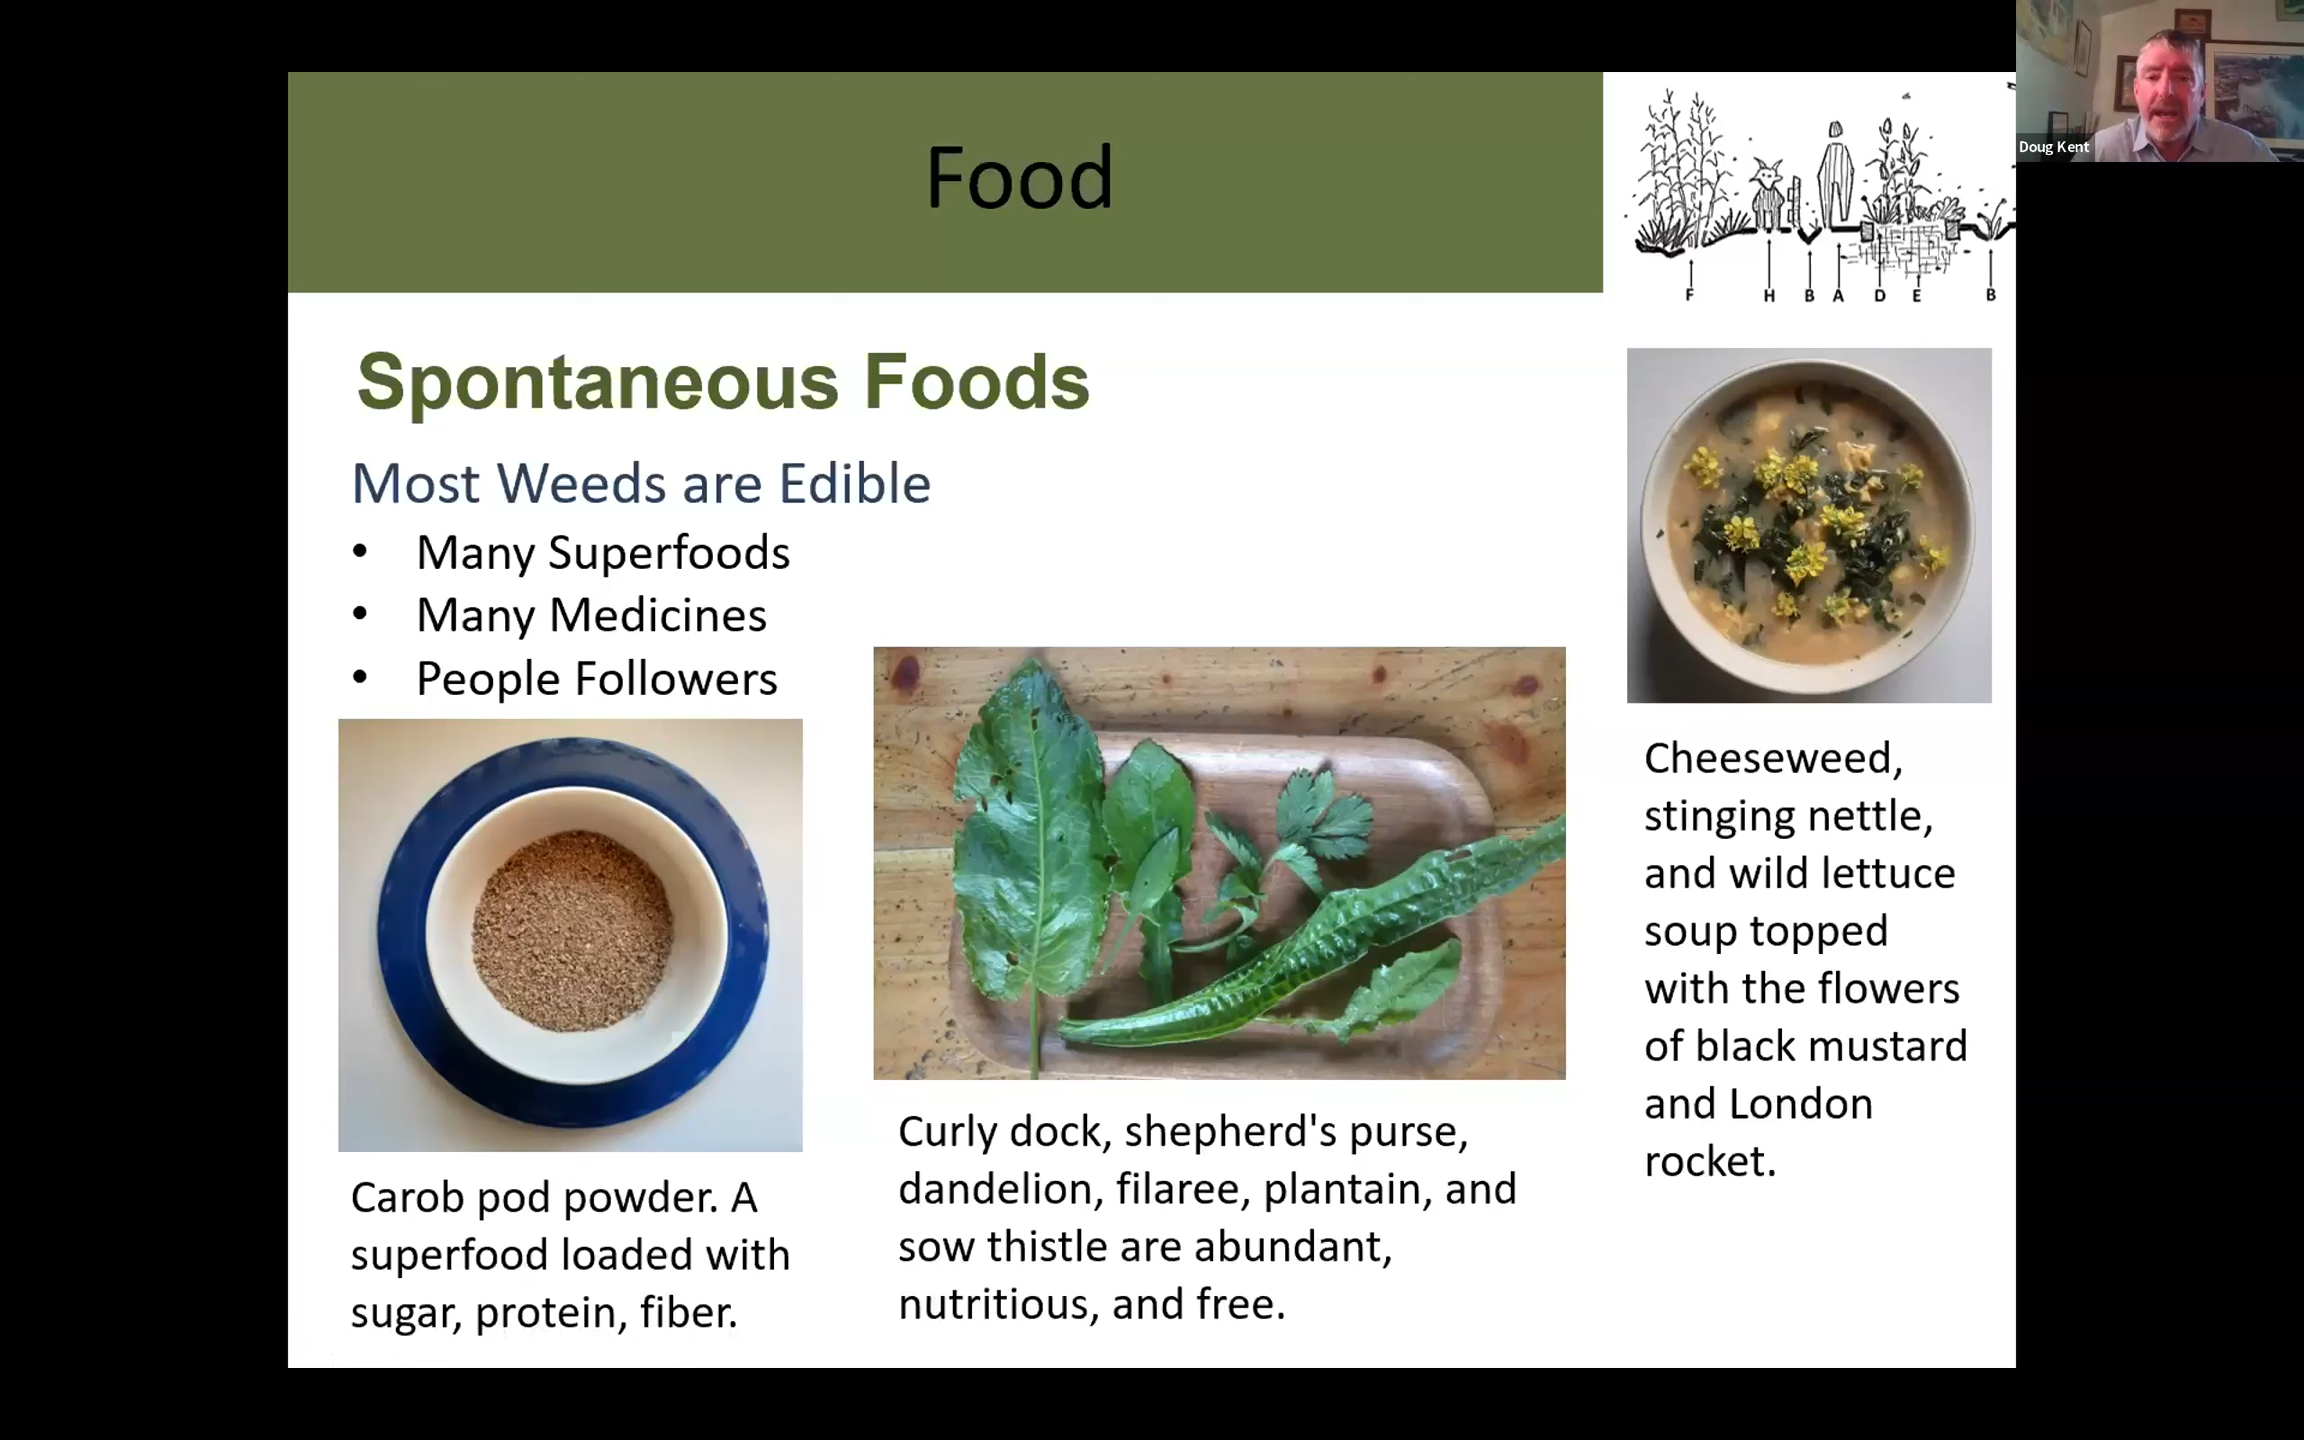 Food
Doug Kent
F H B A D E B
Spontaneous Foods
Most Weeds are Edible
• Many Superfoods
• Many Medicines
• People Followers
Carob pod powder. A
superfood loaded with
sugar, protein, fiber.
Curly dock, shepherd's purse,
dandelion, filaree, plantain, and
sow thistle are abundant,
nutritious, and free.
Cheeseweed,
stinging nettle,
and wild lettuce
soup topped
with the flowers
of black mustard
and London
rocket.